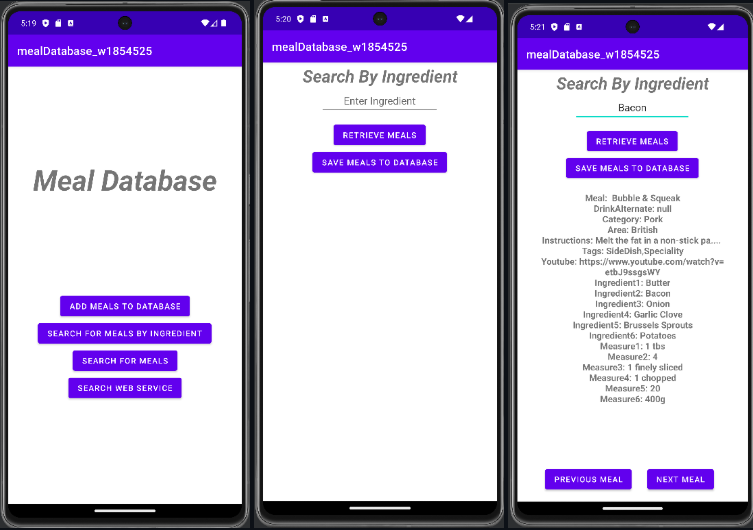 5:19
mealDatabase_w1854525
Meal Database
ADD MEALS TO DATABASE
SEARCH FOR MEALS BY INGREDIENT
SEARCH FOR MEALS
SEARCH WEB SERVICE
5:20
mealDatabase_w1854525
Search By Ingredient
Enter Ingredient
RETRIEVE MEALS
SAVE MEALS TO DATABASE
5:21
mealDatabase_w1854525
Search By Ingredient
Bacon
RETRIEVE MEALS
SAVE MEALS TO DATABASE
Meal: Bubble & Squeak
DrinkAlternate: null
Category: Pork
Area: British
Instructions: Melt the fat in a non-stick pa....
Tags: SideDish,Speciality
Youtube: https://www.youtube.com/watch?v=
etbJ9ssgsWY
Ingredient1: Butter
Ingredient2: Bacon
Ingredient3: Onion
Ingredient4: Garlic Clove
Ingredient5: Brussels Sprouts
Ingredient6: Potatoes
Measure1: 1 tbs
Measure2: 4
Measure3: 1 finely sliced
Measure4: 1 chopped
Measure5: 20
Measure6: 400g
PREVIOUS MEAL
NEXT MEAL